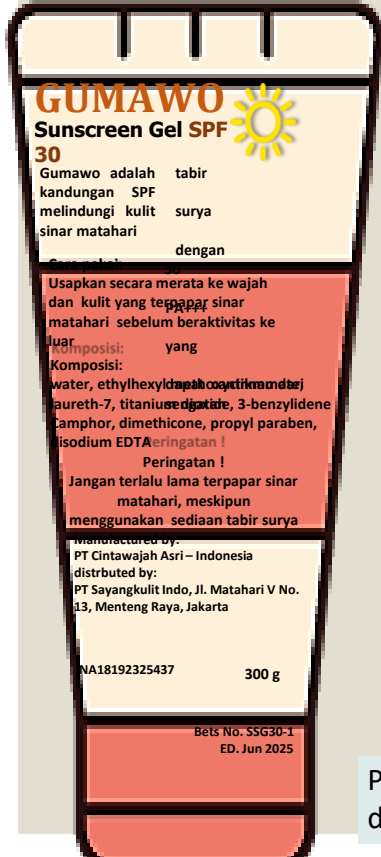 GUMAWO
Sunscreen Gel SPF
30
Gumawo adalah tabir
kandungan SPF
melindungi kulit surya
sinar matahari
dengan
Cara pakai:
30
Usapkan secara merata ke wajah
dan kulit yang terpapar sinar
PA+++
matahari sebelum beraktivitas ke
luar
yang
Komposisi:
Komposisi:
water, ethylhexyl
laureth-7, titanium 3-benzylidene
Camphor, dimethicone, propyl paraben,
disodium EDTA
Peringatan !
Peringatan !
Jangan terlalu lama terpapar sinar
matahari, meskipun
menggunakan sediaan tabir surya
Manufactured by:
PT Cintawajah Asri – Indonesia
distrbuted by:
PT Sayangkulit Indo, Jl. Matahari V No.
13, Menteng Raya, Jakarta
NA18192325437 300 g
Bets No. SSG30-1
ED. Jun 2025
P
d